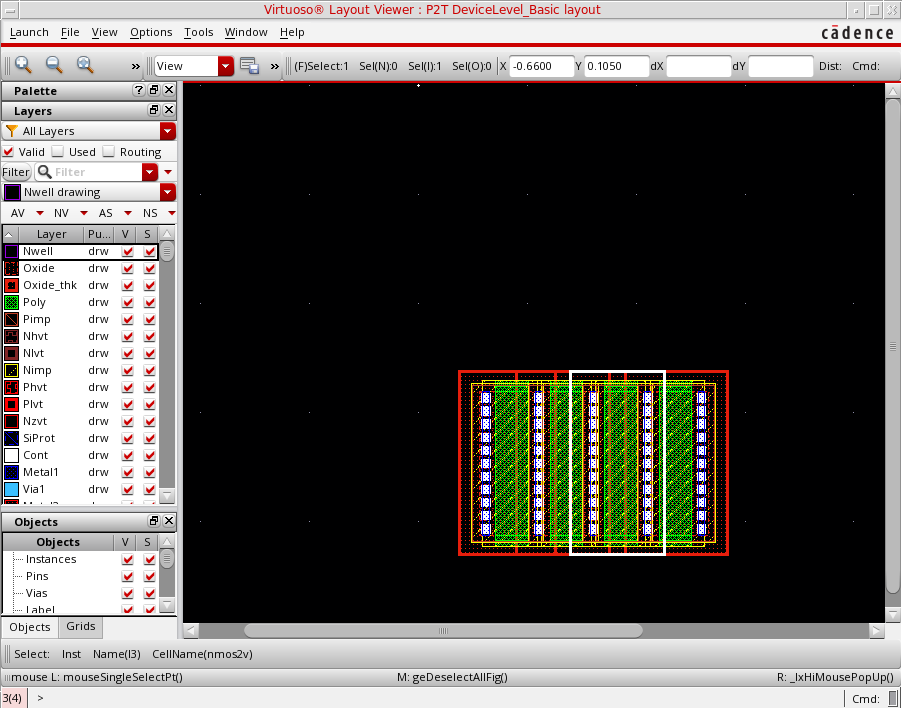 Virtuoso® Layout Viewer : P2T DeviceLevel_Basic layout
Launch File View Options Tools Window Help
cādence
» View » (F)Select:1 Sel(N):0 Sel(I):1 Sel(O):0 X -0.6600 Y 0.1050 dX dY Dist: Cmd:
Palette ?
Layers
All Layers
Valid Used Routing
Filter Filter
Nwell drawing
AV NV AS NS
Layer Pu... V S
Nwell drw
Oxide drw
Oxide_thk drw
Poly drw
Pimp drw
Nhvt drw
Nlvt drw
Nimp drw
Phvt drw
Plvt drw
Nzvt drw
SiProt drw
Cont drw
Metal1 drw
Via1 drw
Objects
Objects V S
Instances
Pins
Vias
Label
Objects Grids
Select: Inst Name(I3) CellName(nmos2v)
mouse L: mouseSingleSelectPt() M: geDeselectAllFig() R: _lxHiMousePopUp()
3(4) > Cmd: